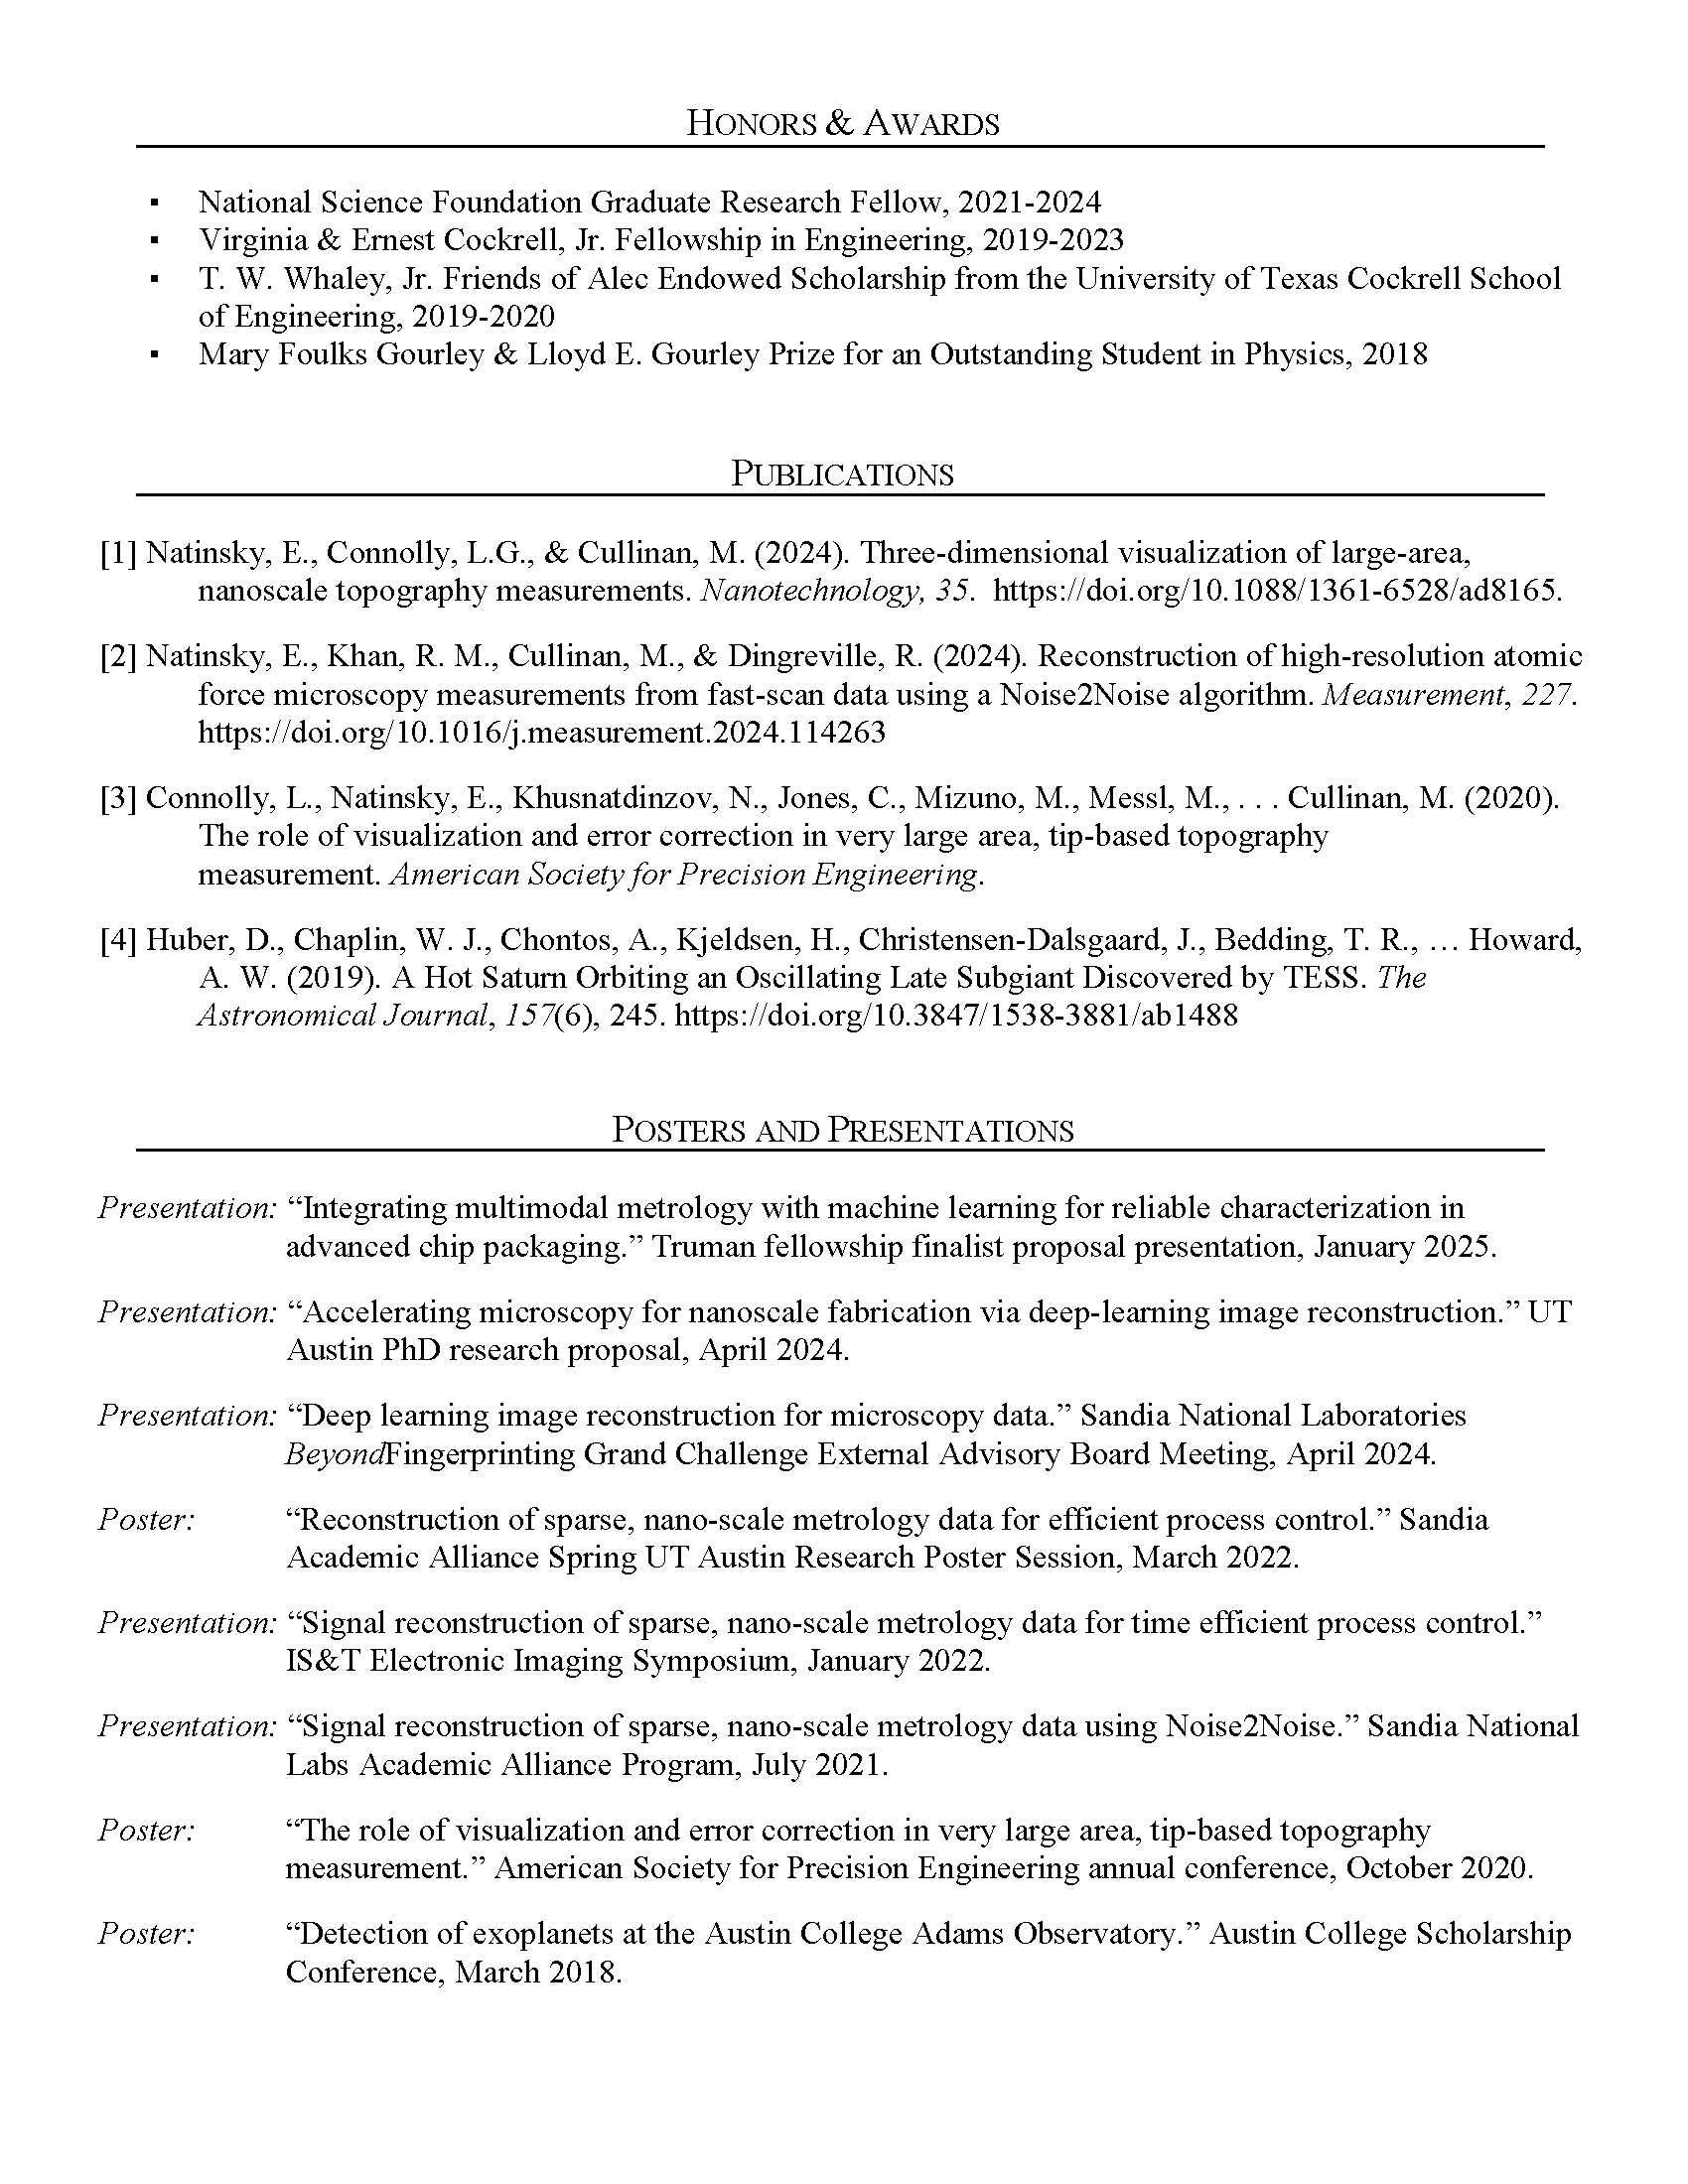 HONORS & AWARDS
▪ National Science Foundation Graduate Research Fellow, 2021-2024
▪ Virginia & Ernest Cockrell, Jr. Fellowship in Engineering, 2019-2023
▪ T. W. Whaley, Jr. Friends of Alec Endowed Scholarship from the University of Texas Cockrell School
of Engineering, 2019-2020
▪ Mary Foulks Gourley & Lloyd E. Gourley Prize for an Outstanding Student in Physics, 2018
PUBLICATIONS
[1] Natinsky, E., Connolly, L.G., & Cullinan, M. (2024). Three-dimensional visualization of large-area,
nanoscale topography measurements. Nanotechnology, 35. https://doi.org/10.1088/1361-6528/ad8165.
[2] Natinsky, E., Khan, R. M., Cullinan, M., & Dingreville, R. (2024). Reconstruction of high-resolution atomic
force microscopy measurements from fast-scan data using a Noise2Noise algorithm. Measurement, 227.
https://doi.org/10.1016/j.measurement.2024.114263
[3] Connolly, L., Natinsky, E., Khusnatdinzov, N., Jones, C., Mizuno, M., Messl, M., . . . Cullinan, M. (2020).
The role of visualization and error correction in very large area, tip-based topography
measurement. American Society for Precision Engineering.
[4] Huber, D., Chaplin, W. J., Chontos, A., Kjeldsen, H., Christensen-Dalsgaard, J., Bedding, T. R., … Howard,
A. W. (2019). A Hot Saturn Orbiting an Oscillating Late Subgiant Discovered by TESS. The
Astronomical Journal, 157(6), 245. https://doi.org/10.3847/1538-3881/ab1488
POSTERS AND PRESENTATIONS
Presentation: “Integrating multimodal metrology with machine learning for reliable characterization in
advanced chip packaging.” Truman fellowship finalist proposal presentation, January 2025.
Presentation: “Accelerating microscopy for nanoscale fabrication via deep-learning image reconstruction.” UT
Austin PhD research proposal, April 2024.
Presentation: “Deep learning image reconstruction for microscopy data.” Sandia National Laboratories
BeyondFingerprinting Grand Challenge External Advisory Board Meeting, April 2024.
Poster: “Reconstruction of sparse, nano-scale metrology data for efficient process control.” Sandia
Academic Alliance Spring UT Austin Research Poster Session, March 2022.
Presentation: “Signal reconstruction of sparse, nano-scale metrology data for time efficient process control.”
IS&T Electronic Imaging Symposium, January 2022.
Presentation: “Signal reconstruction of sparse, nano-scale metrology data using Noise2Noise.” Sandia National
Labs Academic Alliance Program, July 2021.
Poster: “The role of visualization and error correction in very large area, tip-based topography
measurement.” American Society for Precision Engineering annual conference, October 2020.
Poster: “Detection of exoplanets at the Austin College Adams Observatory.” Austin College Scholarship
Conference, March 2018.